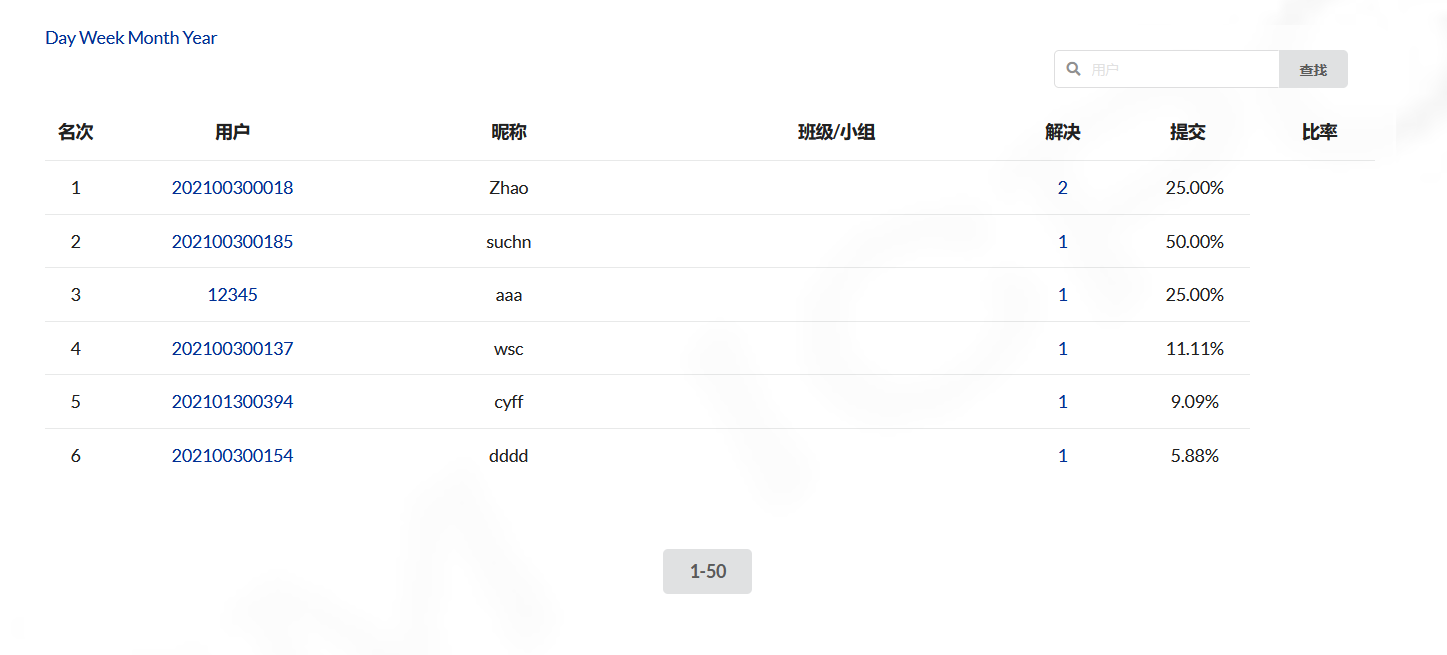 Day Week Month Year
用户 查找
名次 用户 昵称 班级/小组 解决 提交 比率
1 202100300018 Zhao 2 25.00%
2 202100300185 suchn 1 50.00%
3 12345 aaa 1 25.00%
4 202100300137 wsc 1 11.11%
5 202101300394 cyff 1 9.09%
6 202100300154 dddd 1 5.88%
1-50